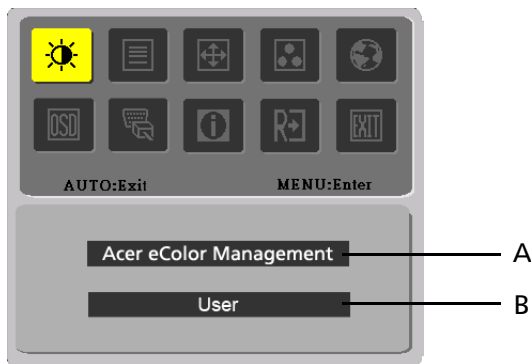 OSD i R EXIT
AUTO:Exit MENU:Enter
Acer eColor Management A
User B